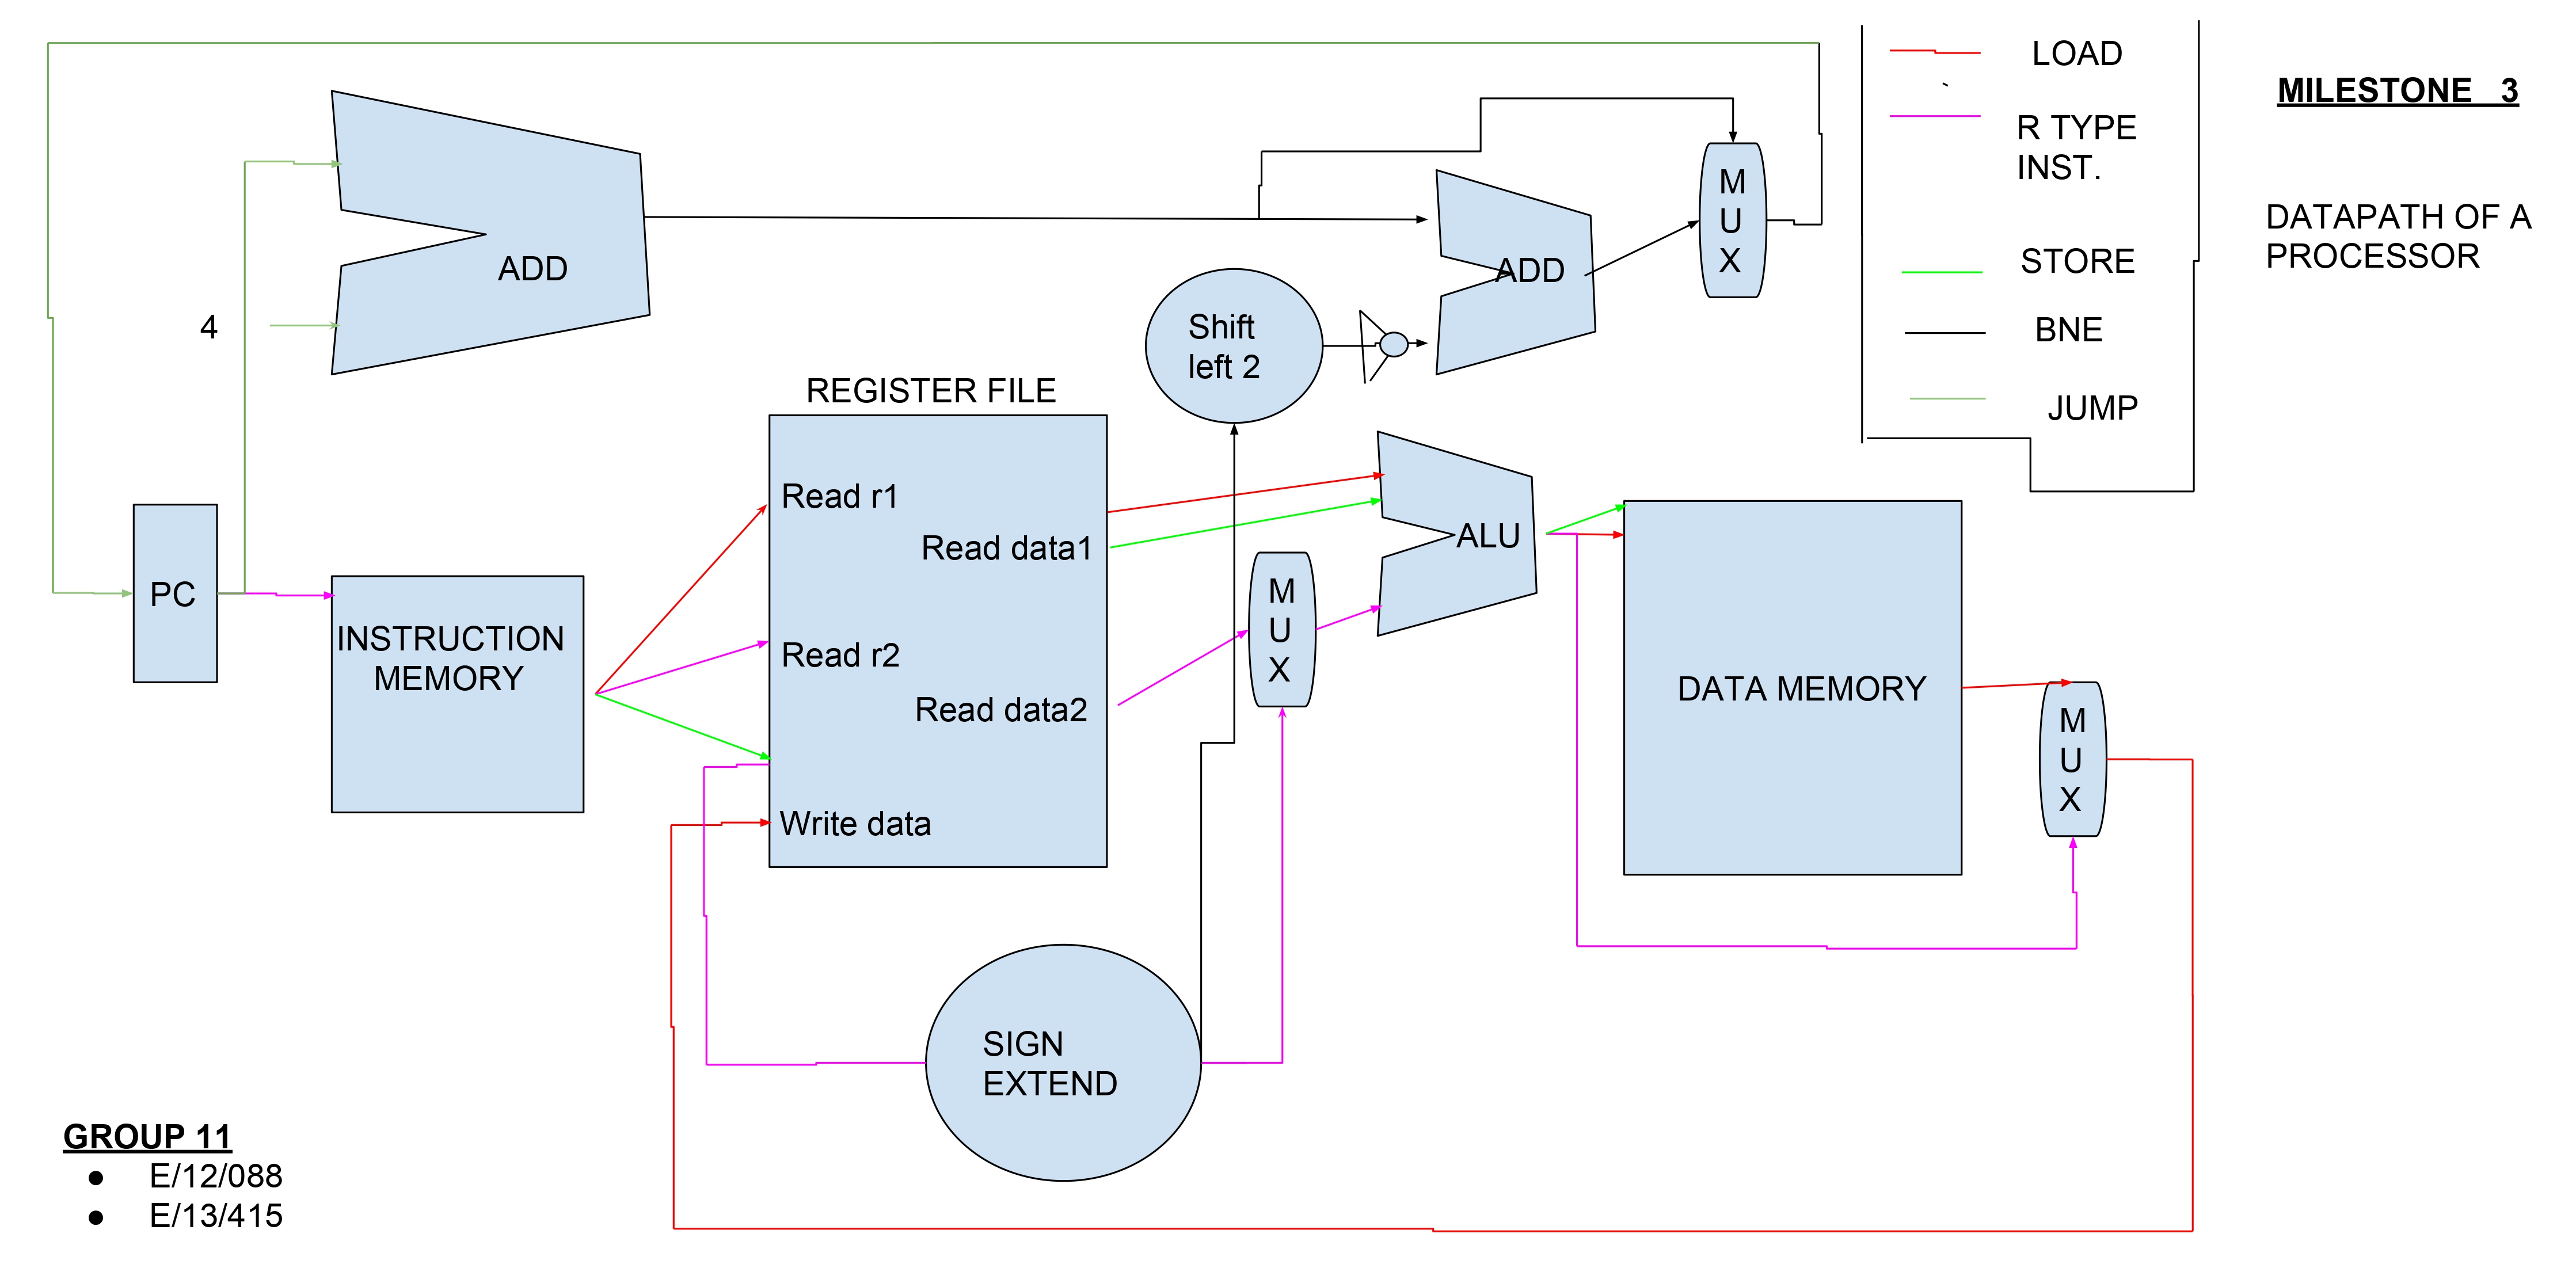 MILESTONE 3
DATAPATH OF A
PROCESSOR
LOAD
R TYPE
INST.
STORE
BNE
JUMP
ADD
4
ADD
M
U
X
Shift
left 2
REGISTER FILE
Read r1
Read data1
Read r2
Read data2
Write data
PC
INSTRUCTION
MEMORY
M
U
X
ALU
DATA MEMORY
M
U
X
SIGN
EXTEND
GROUP 11
● E/12/088
● E/13/415